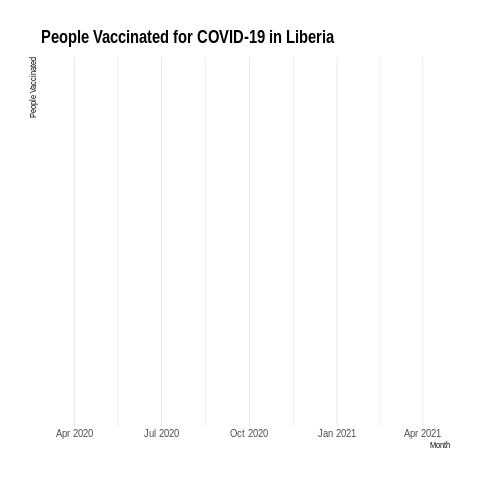 People Vaccinated for COVID-19 in Liberia
People Vaccinated
Apr 2020 Jul 2020 Oct 2020 Jan 2021 Apr 2021
Month